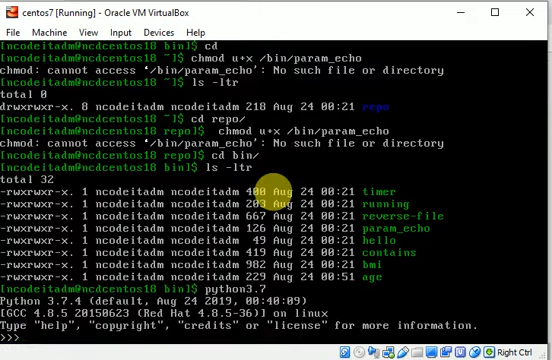 centos7 [Running] - Oracle VM VirtualBox
File Machine View Input Devices Help
[ncodeitadm@ncdcentos18 bin]$ cd
[ncodeitadm@ncdcentos18 ~]$ chmod u+x /bin/param_echo
chmod: cannot access ‘/bin/param_echo’: No such file or directory
[ncodeitadm@ncdcentos18 ~]$ ls -ltr
total 0
drwxrwxr-x. 8 ncodeitadm ncodeitadm 218 Aug 24 00:21 repo
[ncodeitadm@ncdcentos18 ~]$ cd repo/
[ncodeitadm@ncdcentos18 repo]$  chmod u+x /bin/param_echo
chmod: cannot access ‘/bin/param_echo’: No such file or directory
[ncodeitadm@ncdcentos18 repo]$ cd bin/
[ncodeitadm@ncdcentos18 bin]$ ls -ltr
total 32
-rwxrwxr-x. 1 ncodeitadm ncodeitadm 400 Aug 24 00:21 timer
-rwxrwxr-x. 1 ncodeitadm ncodeitadm 203 Aug 24 00:21 running
-rwxrwxr-x. 1 ncodeitadm ncodeitadm 667 Aug 24 00:21 reverse-file
-rwxrwxr-x. 1 ncodeitadm ncodeitadm 126 Aug 24 00:21 param_echo
-rwxrwxr-x. 1 ncodeitadm ncodeitadm  49 Aug 24 00:21 hello
-rwxrwxr-x. 1 ncodeitadm ncodeitadm 419 Aug 24 00:21 contains
-rwxrwxr-x. 1 ncodeitadm ncodeitadm 982 Aug 24 00:21 bmi
-rwxrwxr-x. 1 ncodeitadm ncodeitadm 229 Aug 24 00:51 age
[ncodeitadm@ncdcentos18 bin]$ python3.7
Python 3.7.4 (default, Aug 24 2019, 00:40:09)
[GCC 4.8.5 20150623 (Red Hat 4.8.5-36)] on linux
Type "help", "copyright", "credits" or "license" for more information.
>>>
Right Ctrl